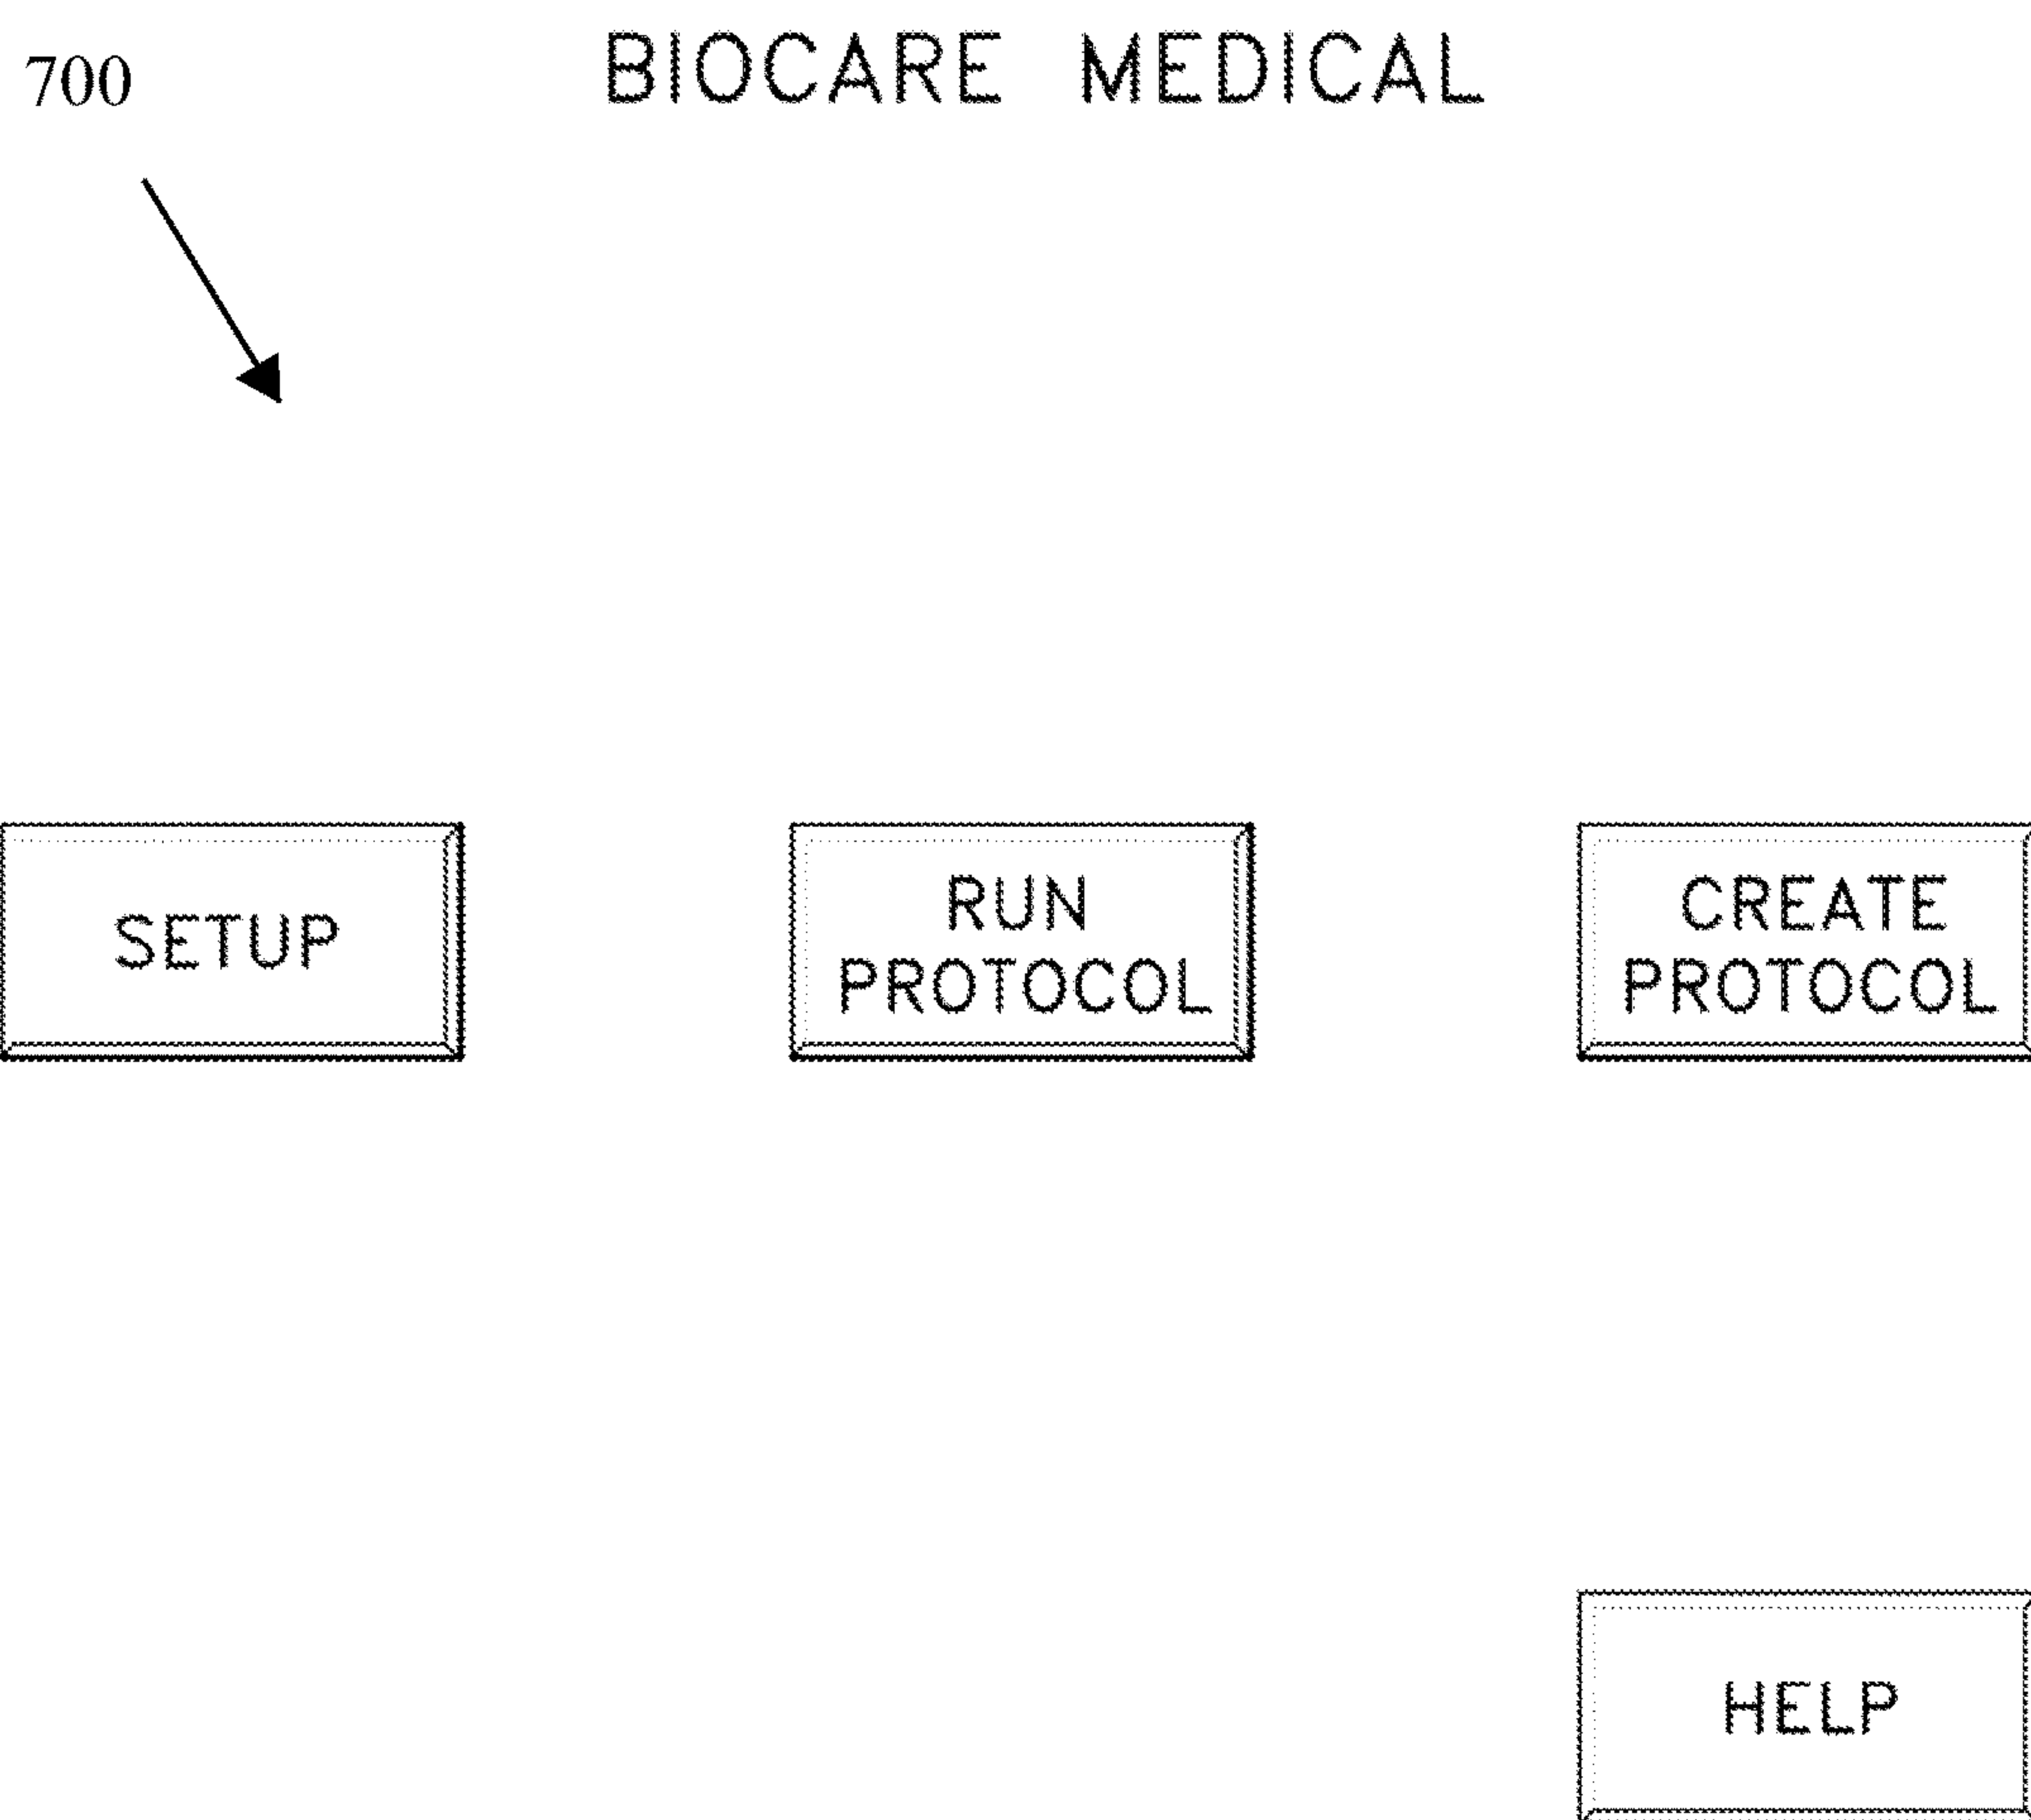 700
BIOCARE MEDICAL
SETUP
RUN
PROTOCOL
CREATE
PROTOCOL
HELP